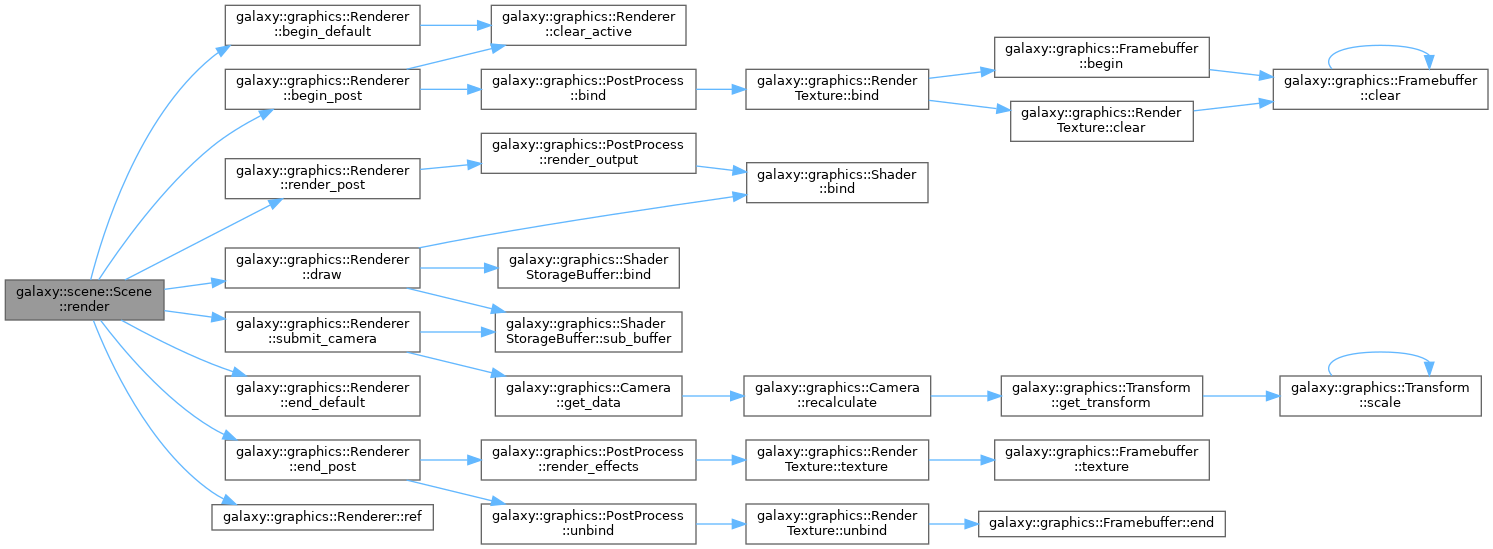 galaxy::scene::Scene
::render
galaxy::graphics::Renderer
::begin_default
galaxy::graphics::Renderer
::clear_active
galaxy::graphics::Renderer
::begin_post
galaxy::graphics::PostProcess
::bind
galaxy::graphics::Render
Texture::bind
galaxy::graphics::Framebuffer
::begin
galaxy::graphics::Framebuffer
::clear
galaxy::graphics::Render
Texture::clear
galaxy::graphics::Renderer
::render_post
galaxy::graphics::PostProcess
::render_output
galaxy::graphics::Shader
::bind
galaxy::graphics::Renderer
::draw
galaxy::graphics::Shader
StorageBuffer::bind
galaxy::graphics::Shader
StorageBuffer::sub_buffer
galaxy::graphics::Renderer
::submit_camera
galaxy::graphics::Camera
::get_data
galaxy::graphics::Camera
::recalculate
galaxy::graphics::Transform
::get_transform
galaxy::graphics::Transform
::scale
galaxy::graphics::Renderer
::end_default
galaxy::graphics::Renderer
::end_post
galaxy::graphics::PostProcess
::render_effects
galaxy::graphics::Render
Texture::texture
galaxy::graphics::Framebuffer
::texture
galaxy::graphics::PostProcess
::unbind
galaxy::graphics::Render
Texture::unbind
galaxy::graphics::Framebuffer::end
galaxy::graphics::Renderer::ref